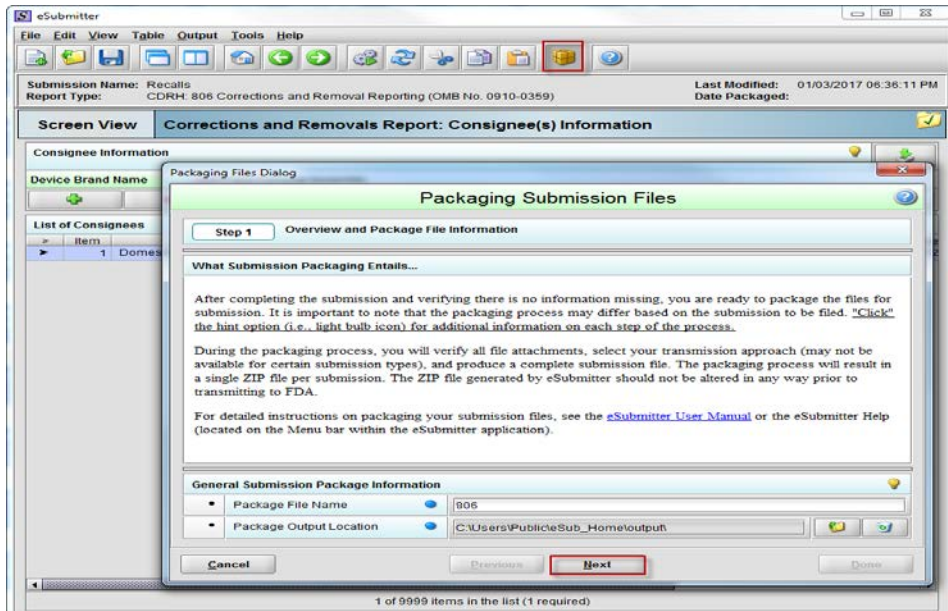 eSubmitter
File Edit View Table Output Tools Help
Submission Name: Recalls
Last Modified: 01/03/2017 06:36:11 PM
Report Type: CDRH: 806 Corrections and Removal Reporting (OMB No. 0910-0359)
Date Packaged:
Screen View
Corrections and Removals Report: Consignee(s) Information
Consignee Information
Device Brand Name
List of Consignees
Item
1 Domes
Packaging Files Dialog
Packaging Submission Files
Step 1
Overview and Package File Information
What Submission Packaging Entails...
After completing the submission and verifying there is no information missing, you are ready to package the files for
submission. It is important to note that the packaging process may differ based on the submission to be filed. "Click"
the hint option (i.e., light bulb icon) for additional information on each step of the process.
During the packaging process, you will verify all file attachments, select your transmission approach (may not be
available for certain submission types), and produce a complete submission file. The packaging process will result in
a single ZIP file per submission. The ZIP file generated by eSubmitter should not be altered in any way prior to
transmitting to FDA.
For detailed instructions on packaging your submission files, see the eSubmitter User Manual or the eSubmitter Help
(located on the Menu bar within the eSubmitter application).
General Submission Package Information
• Package File Name
806
• Package Output Location
C:\Users\Public\eSub_Home\output\
Cancel
Previous
Next
Done
1 of 9999 items in the list (1 required)